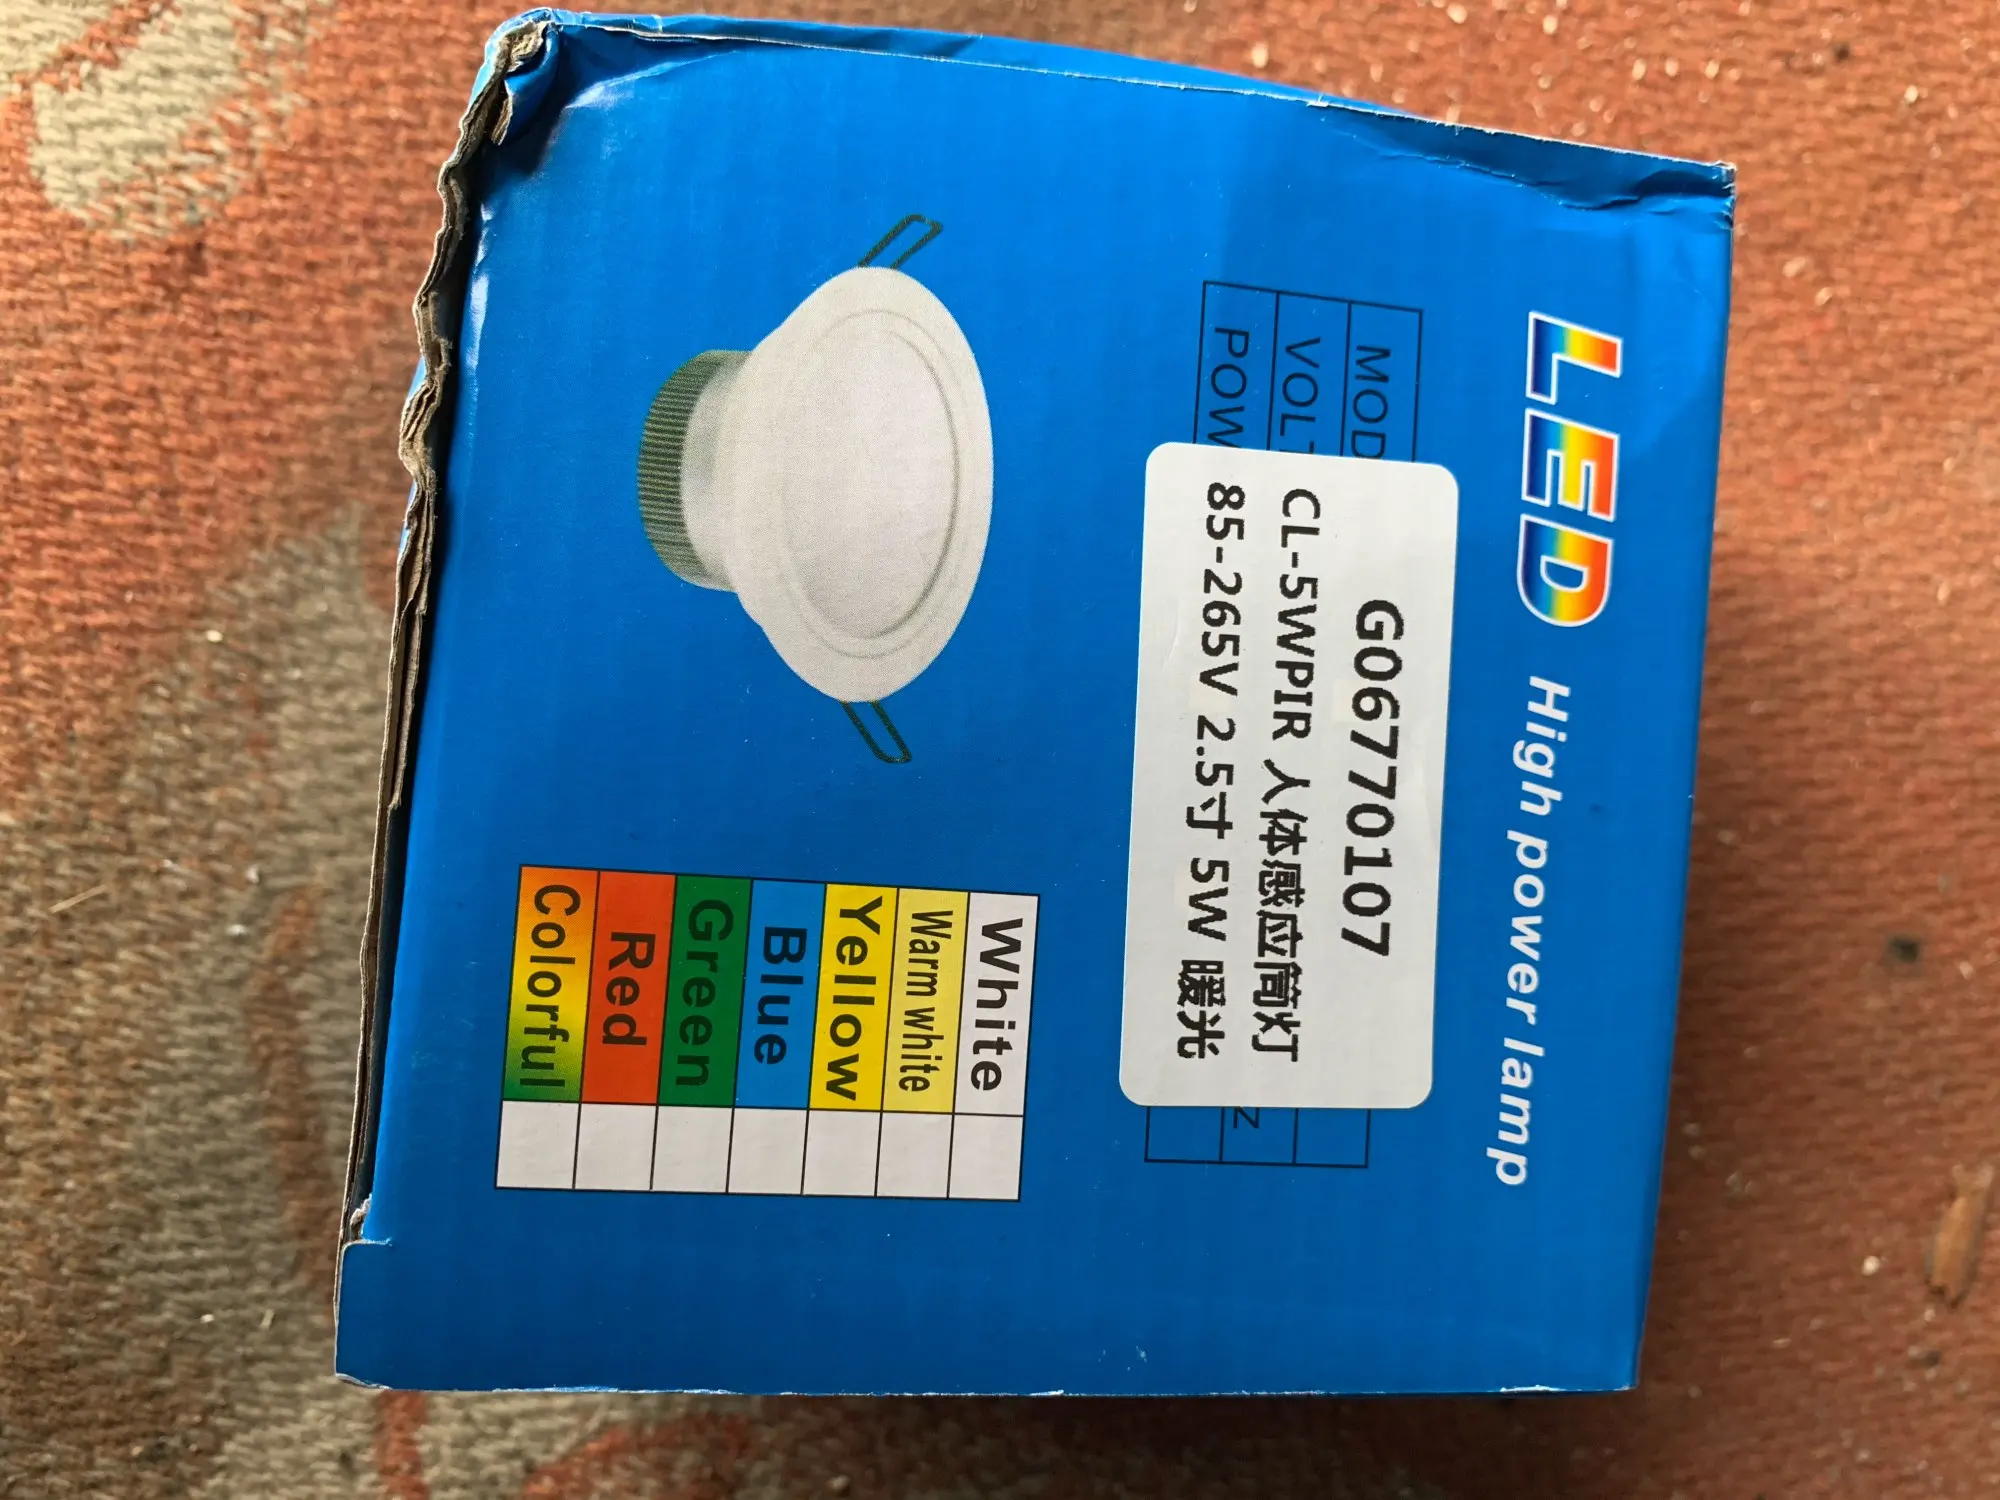 LED High power lamp
MOD
VOLT
POW
Z
G06770107
CL-5WPIR 人体感应筒灯
85-265V 2.5寸 5W 暖光
White
Warm white
Yellow
Blue
Green
Red
Colorful